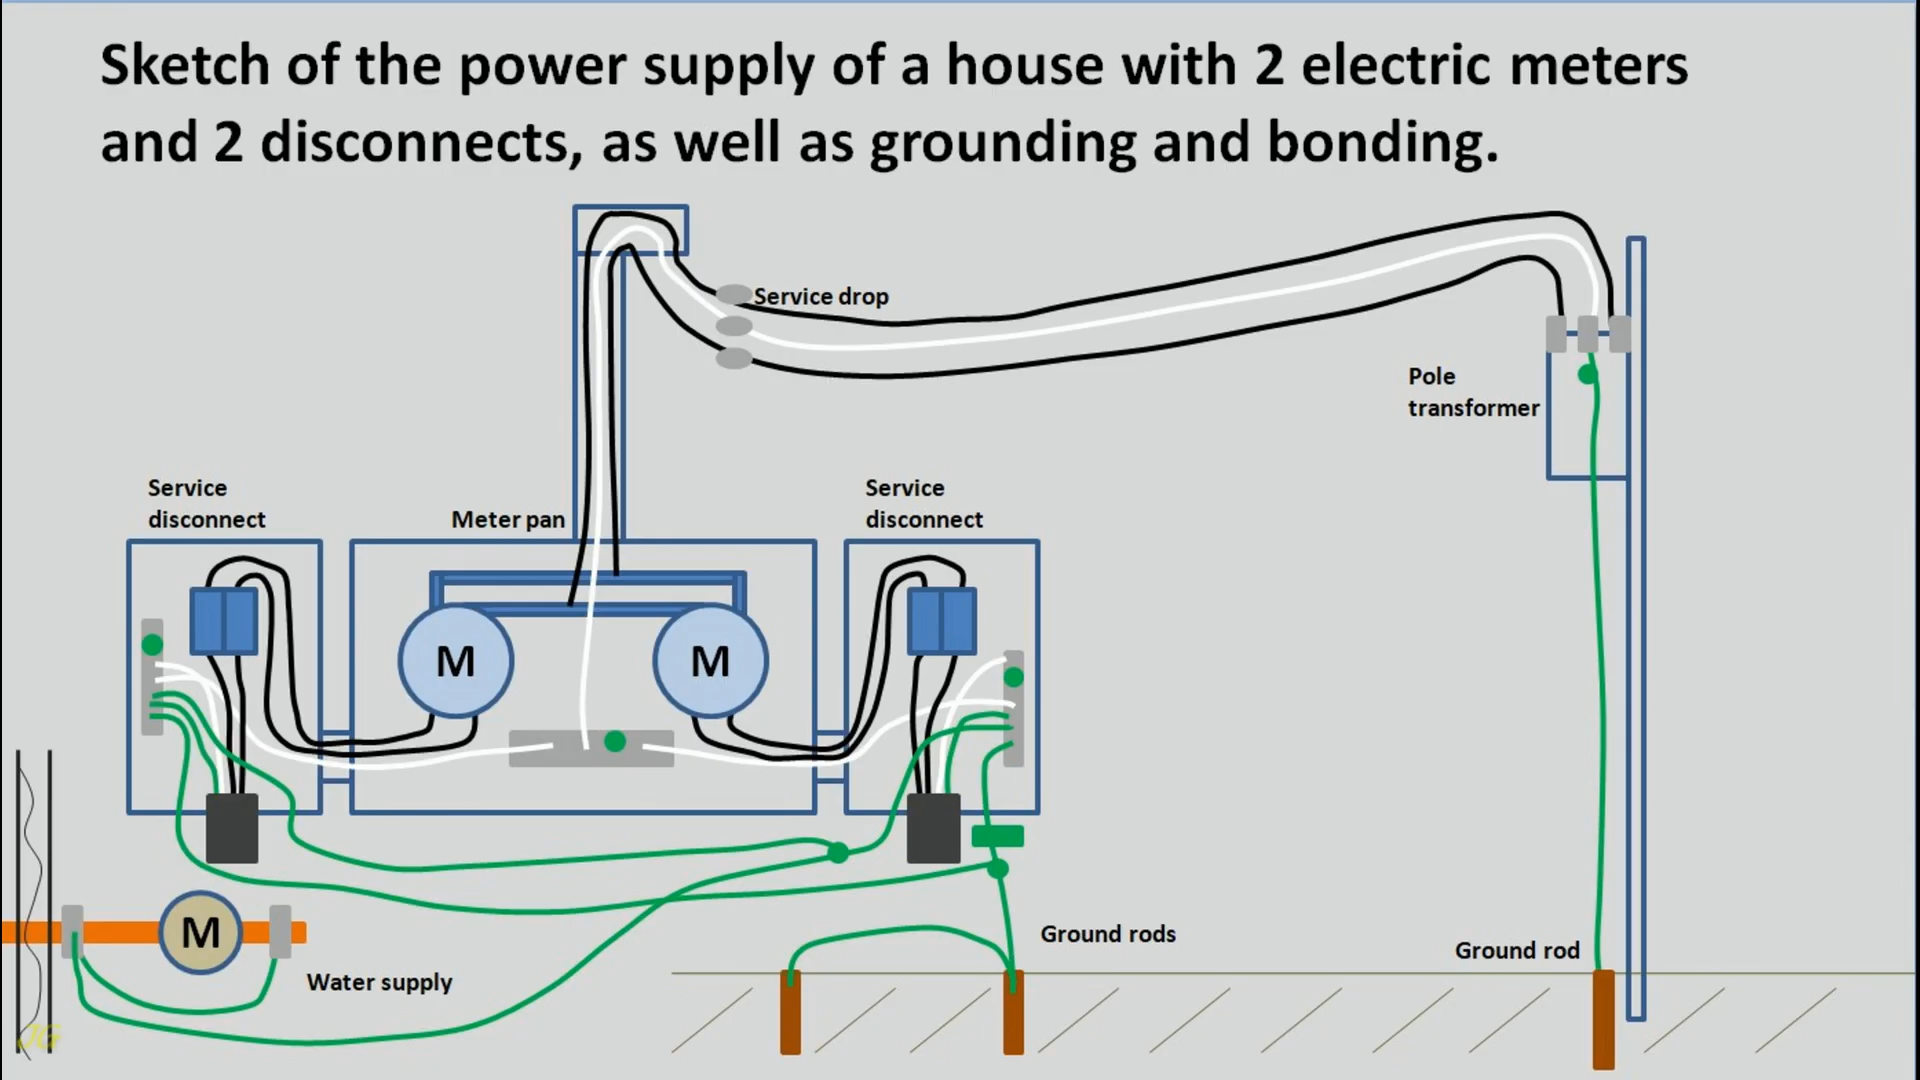 Sketch of the power supply of a house with 2 electric meters
and 2 disconnects, as well as grounding and bonding.
Service drop
Pole
transformer
Service
disconnect
Meter pan
Service
disconnect
M
M
M
Water supply
Ground rods
Ground rod
JG